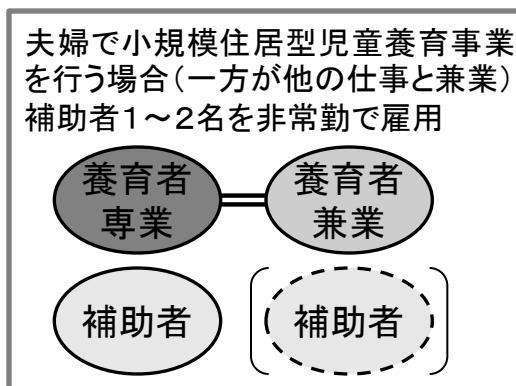 夫婦で小規模住居型児童養育事業
を行う場合（一方が他の仕事と兼業）
補助者１～２名を非常勤で雇用
養育者
専業
養育者
兼業
補助者
補助者